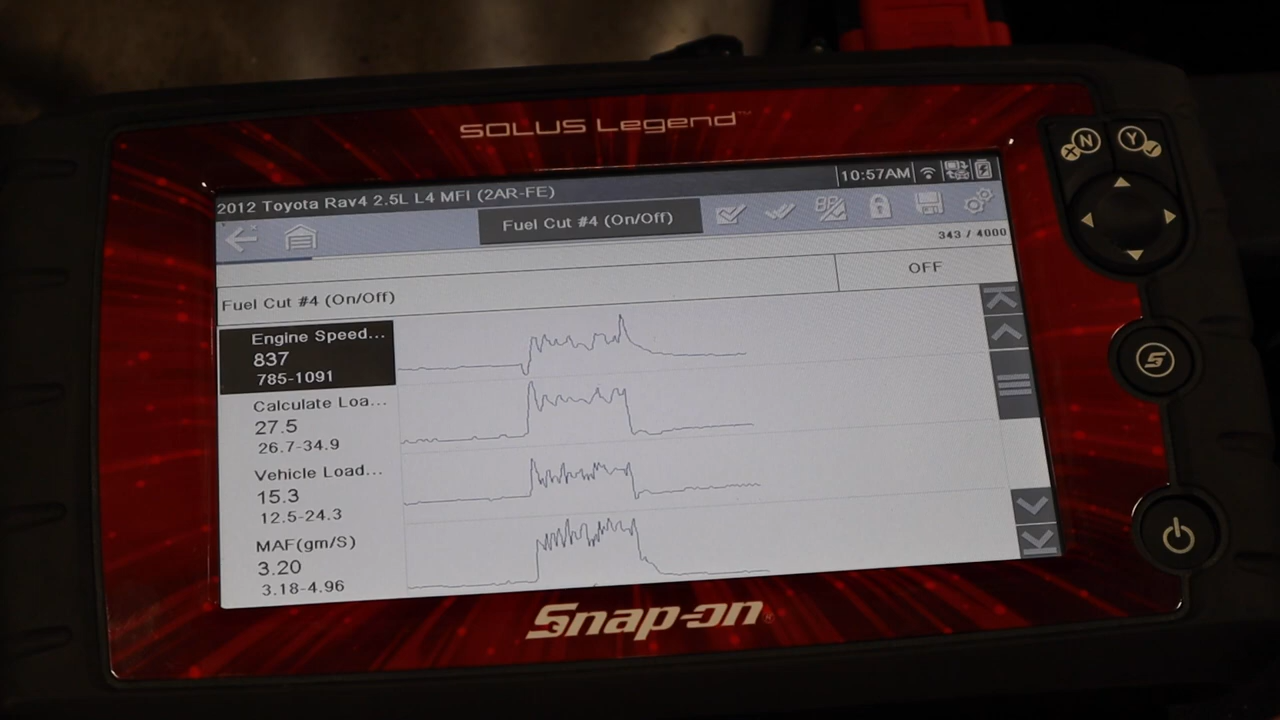 SOLUS Legend™
N
Y
2012 Toyota Rav4 2.5L L4 MFI (2AR-FE)
10:57AM
Fuel Cut #4 (On/Off)
343 / 4000
Fuel Cut #4 (On/Off)
OFF
Engine Speed...
837
785-1091
Calculate Loa...
27.5
26.7-34.9
Vehicle Load...
15.3
12.5-24.3
MAF(gm/S)
3.20
3.18-4.96
S
Snap-on®